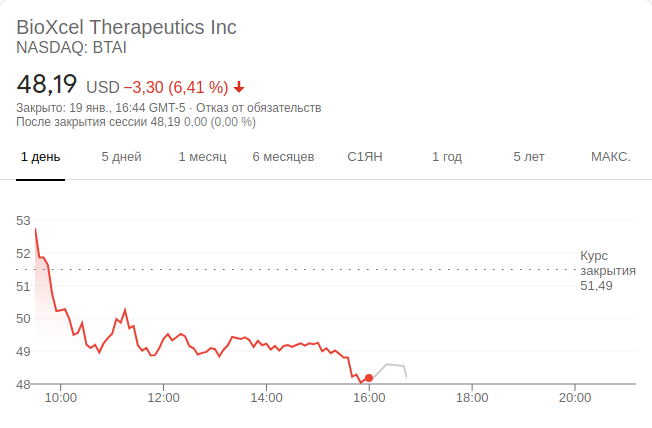 BioXcel Therapeutics Inc
NASDAQ: BTAI
48,19 USD −3,30 (6,41 %)
Закрыто: 19 янв., 16:44 GMT-5 · Отказ от обязательств
После закрытия сессии 48,19 0,00 (0,00 %)
1 день 5 дней 1 месяц 6 месяцев С1ЯН 1 год 5 лет МАКС.
53
52
51
50
49
48
Курс
закрытия
51,49
10:00 12:00 14:00 16:00 18:00 20:00